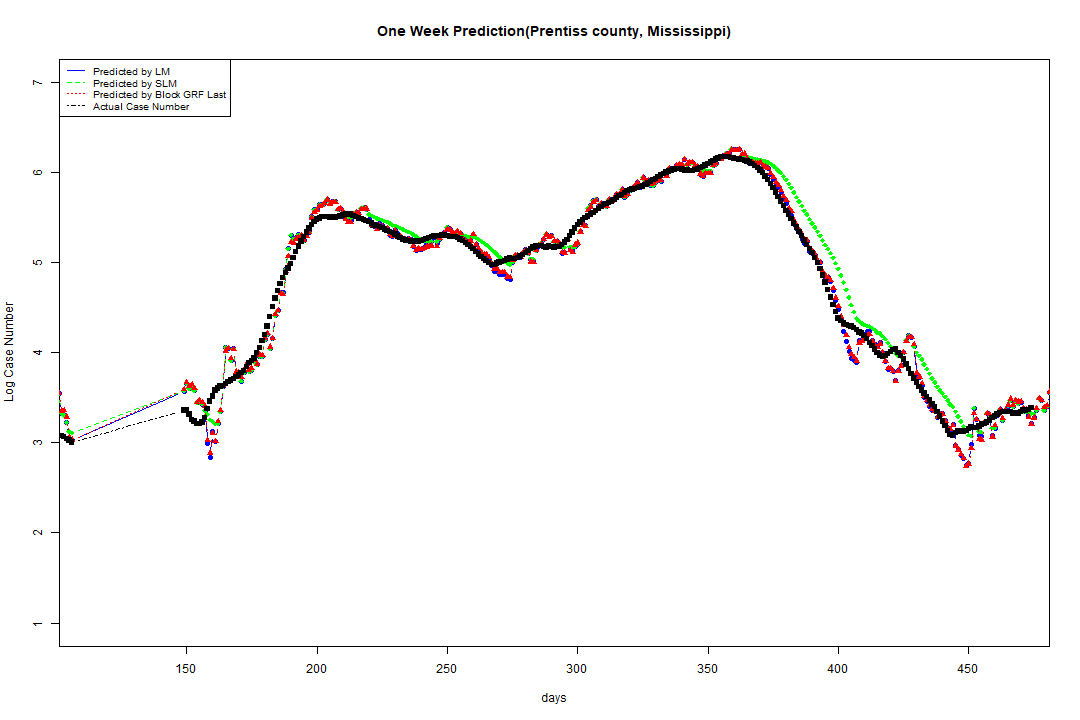 One Week Prediction(Prentiss county, Mississippi)
Predicted by LM
Predicted by SLM
Predicted by Block GRF Last
Actual Case Number
7
6
5
4
3
2
1
Log Case Number
150 200 250 300 350 400 450
days